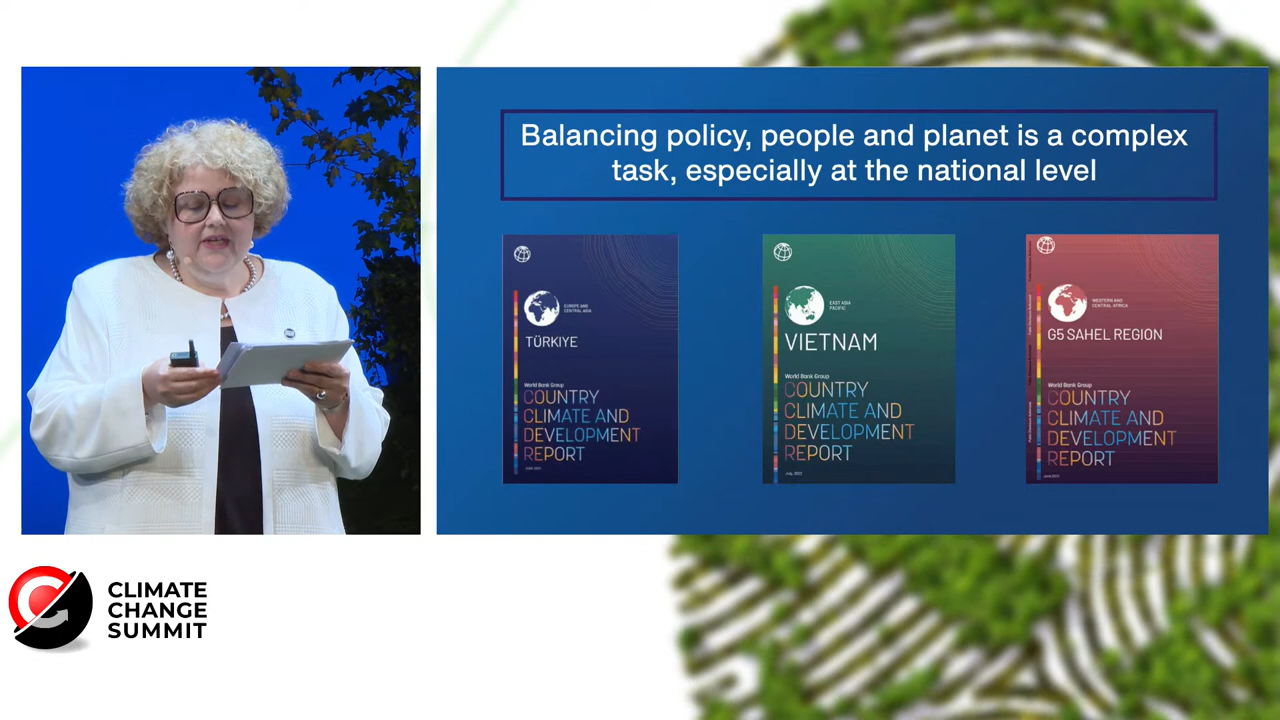 Balancing policy, people and planet is a complex
task, especially at the national level
EUROPE AND
CENTRAL ASIA
TÜRKIYE
World Bank Group
COUNTRY
CLIMATE AND
DEVELOPMENT
REPORT
EAST ASIA
PACIFIC
VIETNAM
World Bank Group
COUNTRY
CLIMATE AND
DEVELOPMENT
REPORT
July, 2022
WESTERN AND
CENTRAL AFRICA
G5 SAHEL REGION
World Bank Group
COUNTRY
CLIMATE AND
DEVELOPMENT
REPORT
CLIMATE
CHANGE
SUMMIT